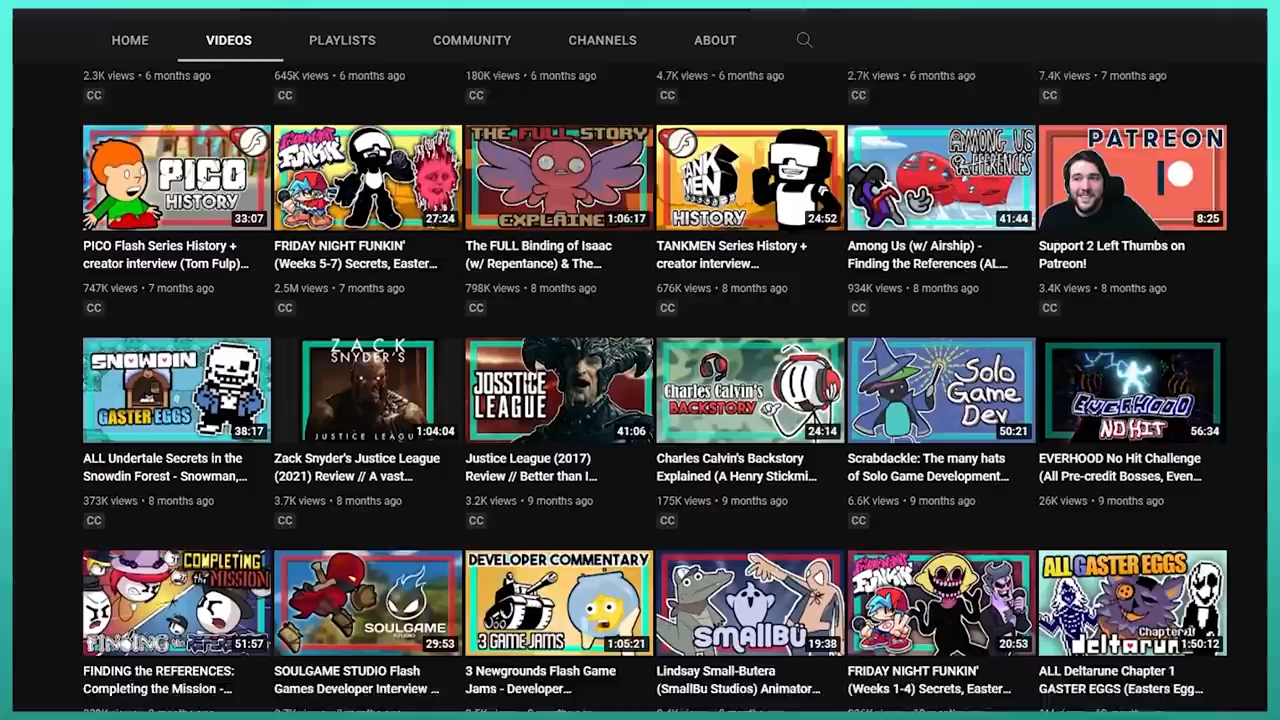 HOME VIDEOS PLAYLISTS COMMUNITY CHANNELS ABOUT
2.3K views • 6 months ago 645K views • 6 months ago 180K views • 6 months ago 4.7K views • 6 months ago 2.7K views • 6 months ago 7.4K views • 7 months ago
CC CC CC CC CC CC
PICO
HISTORY
33:07
FRIDAY NIGHT
FUNKIN'
27:24
THE FULL STORY
EXPLAINE
1:06:17
TANK
MEN
HISTORY
24:52
AMONG US
REFERENCES
41:44
PATREON
8:25
PICO Flash Series History + FRIDAY NIGHT FUNKIN' The FULL Binding of Isaac TANKMEN Series History + Among Us (w/ Airship) - Support 2 Left Thumbs on
creator interview (Tom Fulp)... (Weeks 5-7) Secrets, Easter... (w/ Repentance) & The... creator interview... Finding the References (AL... Patreon!
747K views • 7 months ago 2.5M views • 7 months ago 798K views • 8 months ago 676K views • 8 months ago 934K views • 8 months ago 3.4K views • 8 months ago
CC CC CC CC CC CC
SNOWDIN
GASTER EGGS
38:17
ZACK
SNYDER'S
JUSTICE LEAGU
1:04:04
JOSSTICE
LEAGUE
41:06
Charles Calvin's
BACKSTORY
24:14
Solo
Game
Dev
50:21
EVERHOOD
NO HIT
56:34
ALL Undertale Secrets in the Zack Snyder's Justice League Justice League (2017) Charles Calvin's Backstory Scrabdackle: The many hats EVERHOOD No Hit Challenge
Snowdin Forest - Snowman,... (2021) Review // A vast... Review // Better than I... Explained (A Henry Stickmi... of Solo Game Development... (All Pre-credit Bosses, Even...
373K views • 8 months ago 3.7K views • 8 months ago 3.2K views • 9 months ago 175K views • 9 months ago 6.6K views • 9 months ago 26K views • 9 months ago
CC CC CC CC CC
COMPLETING
the MISSION
FINDING the
51:57
SOULGAME
STUDIO
29:53
DEVELOPER COMMENTARY
3 GAME JAMS
1:05:21
SMALLBU
19:38
FUNKIN'
20:53
ALL GASTER EGGS
Chapter 1
deltarune
1:50:12
FINDING the REFERENCES: SOULGAME STUDIO Flash 3 Newgrounds Flash Game Lindsay Small-Butera FRIDAY NIGHT FUNKIN' ALL Deltarune Chapter 1
Completing the Mission -... Games Developer Interview ... Jams - Developer... (SmallBu Studios) Animator... (Weeks 1-4) Secrets, Easter... GASTER EGGS (Easters Egg...